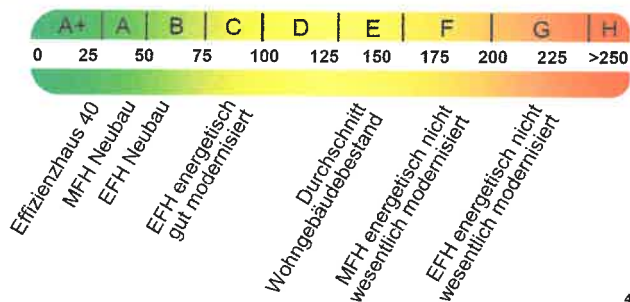 A+ A B C D E F G H
0 25 50 75 100 125 150 175 200 225 >250
Effizienzhaus 40
MFH Neubau
EFH Neubau
EFH energetisch
gut modernisiert
Durchschnitt
Wohngebäudebestand
MFH energetisch nicht
wesentlich modernisiert
EFH energetisch nicht
wesentlich modernisiert